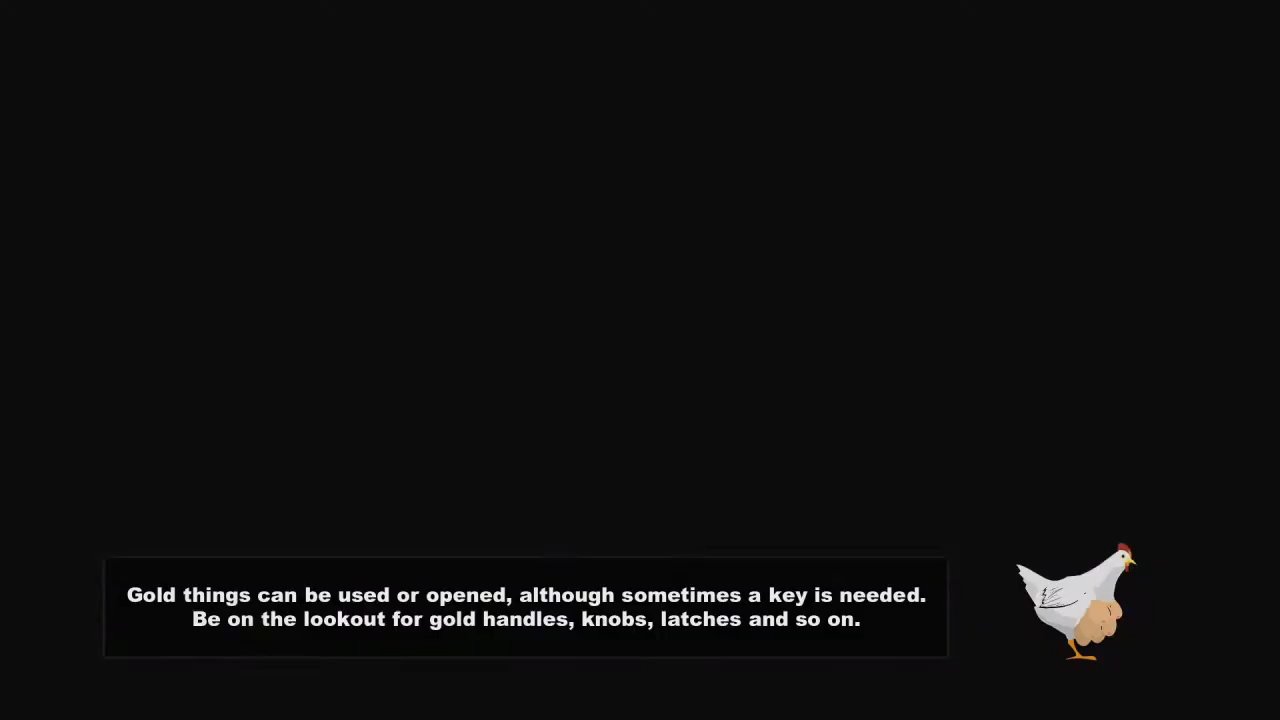 Gold things can be used or opened, although sometimes a key is needed.
Be on the lookout for gold handles, knobs, latches and so on.